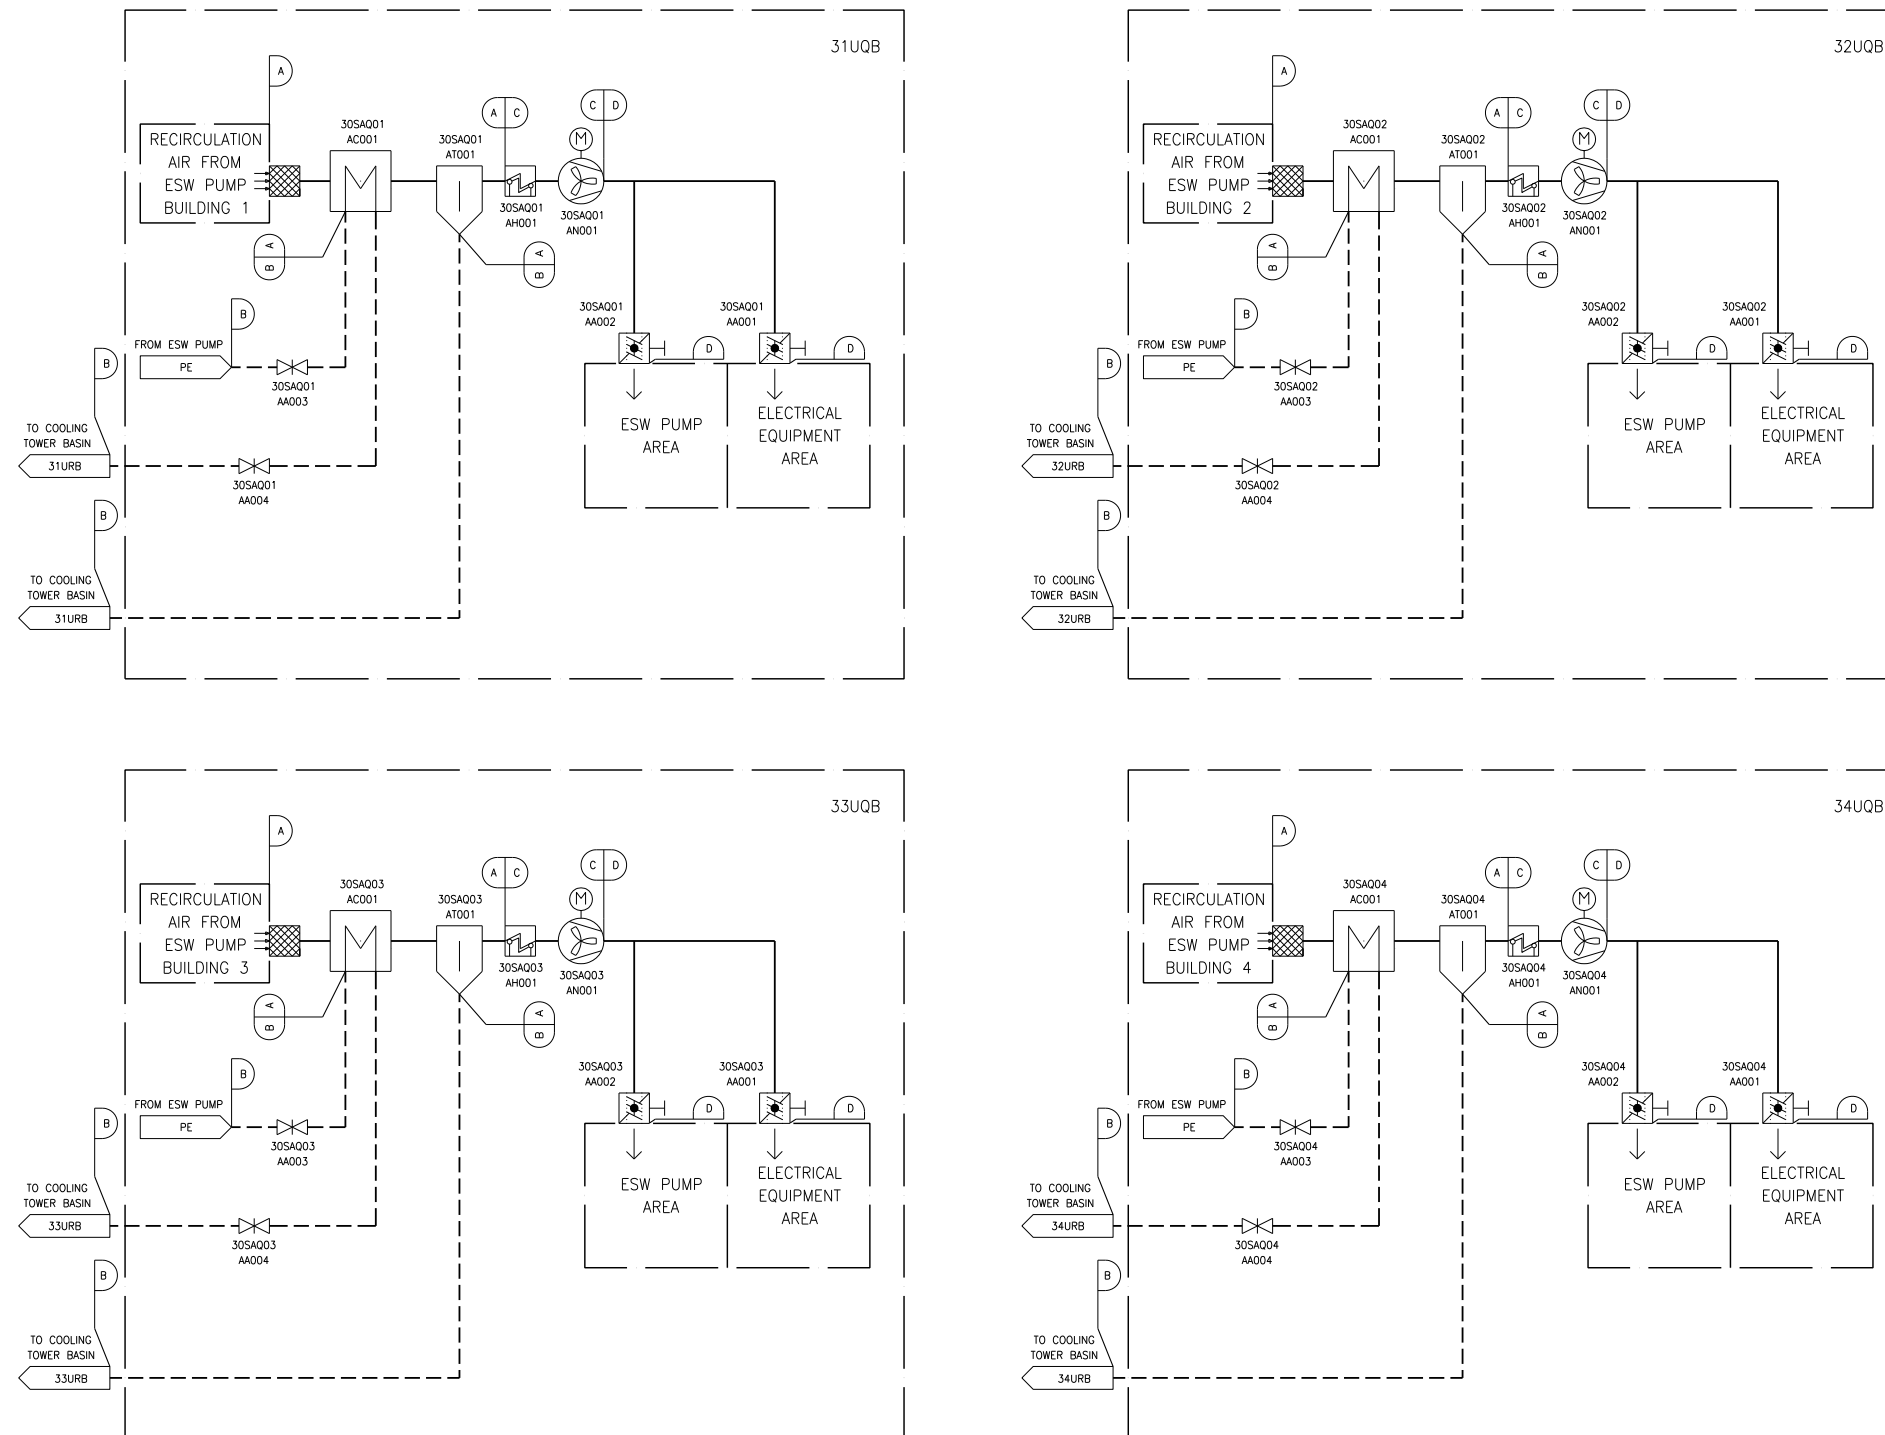 31UQB
A
RECIRCULATION
AIR FROM
ESW PUMP
BUILDING 1
30SAQ01
AC001
30SAQ01
AT001
A C
C D
M
30SAQ01
AH001
30SAQ01
AN001
A
B
A
B
B
FROM ESW PUMP
PE
30SAQ01
AA003
30SAQ01
AA002
30SAQ01
AA001
D
D
ESW PUMP
AREA
ELECTRICAL
EQUIPMENT
AREA
B
TO COOLING
TOWER BASIN
31URB
30SAQ01
AA004
B
TO COOLING
TOWER BASIN
31URB
32UQB
A
RECIRCULATION
AIR FROM
ESW PUMP
BUILDING 2
30SAQ02
AC001
30SAQ02
AT001
A C
C D
M
30SAQ02
AH001
30SAQ02
AN001
A
B
A
B
B
FROM ESW PUMP
PE
30SAQ02
AA003
30SAQ02
AA002
30SAQ02
AA001
D
D
ESW PUMP
AREA
ELECTRICAL
EQUIPMENT
AREA
B
TO COOLING
TOWER BASIN
32URB
30SAQ02
AA004
B
TO COOLING
TOWER BASIN
32URB
33UQB
A
RECIRCULATION
AIR FROM
ESW PUMP
BUILDING 3
30SAQ03
AC001
30SAQ03
AT001
A C
C D
M
30SAQ03
AH001
30SAQ03
AN001
A
B
A
B
B
FROM ESW PUMP
PE
30SAQ03
AA003
30SAQ03
AA002
30SAQ03
AA001
D
D
ESW PUMP
AREA
ELECTRICAL
EQUIPMENT
AREA
B
TO COOLING
TOWER BASIN
33URB
30SAQ03
AA004
B
TO COOLING
TOWER BASIN
33URB
34UQB
A
RECIRCULATION
AIR FROM
ESW PUMP
BUILDING 4
30SAQ04
AC001
30SAQ04
AT001
A C
C D
M
30SAQ04
AH001
30SAQ04
AN001
A
B
A
B
B
FROM ESW PUMP
PE
30SAQ04
AA003
30SAQ04
AA002
30SAQ04
AA001
D
D
ESW PUMP
AREA
ELECTRICAL
EQUIPMENT
AREA
B
TO COOLING
TOWER BASIN
34URB
30SAQ04
AA004
B
TO COOLING
TOWER BASIN
34URB